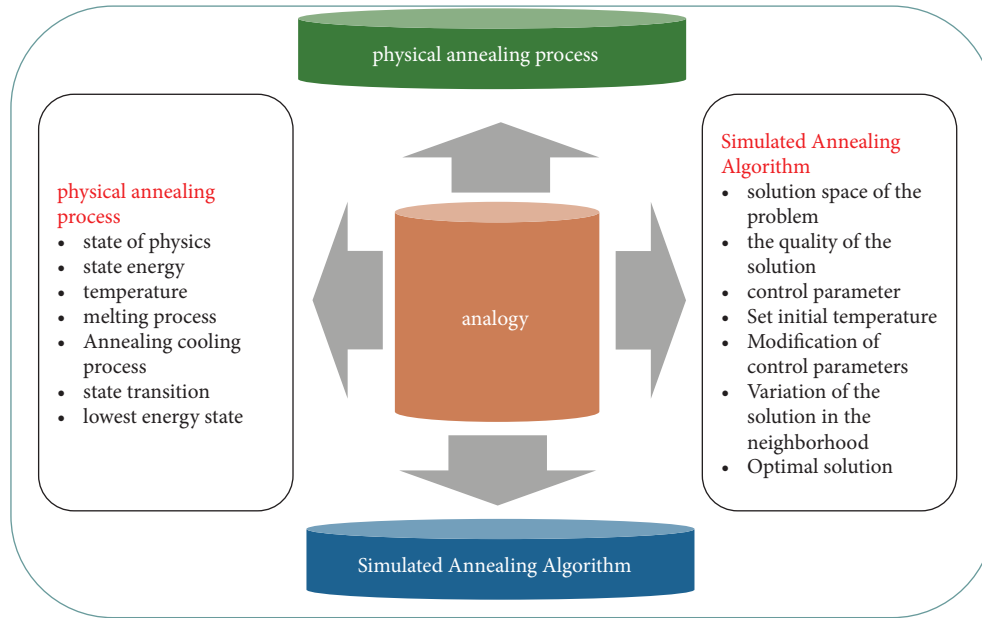 physical annealing process
physical annealing
process
• state of physics
• state energy
• temperature
• melting process
• Annealing cooling
process
• state transition
• lowest energy state
analogy
Simulated Annealing
Algorithm
• solution space of the
problem
• the quality of the
solution
• control parameter
• Set initial temperature
• Modification of
control parameters
• Variation of the
solution in the
neighborhood
• Optimal solution
Simulated Annealing Algorithm